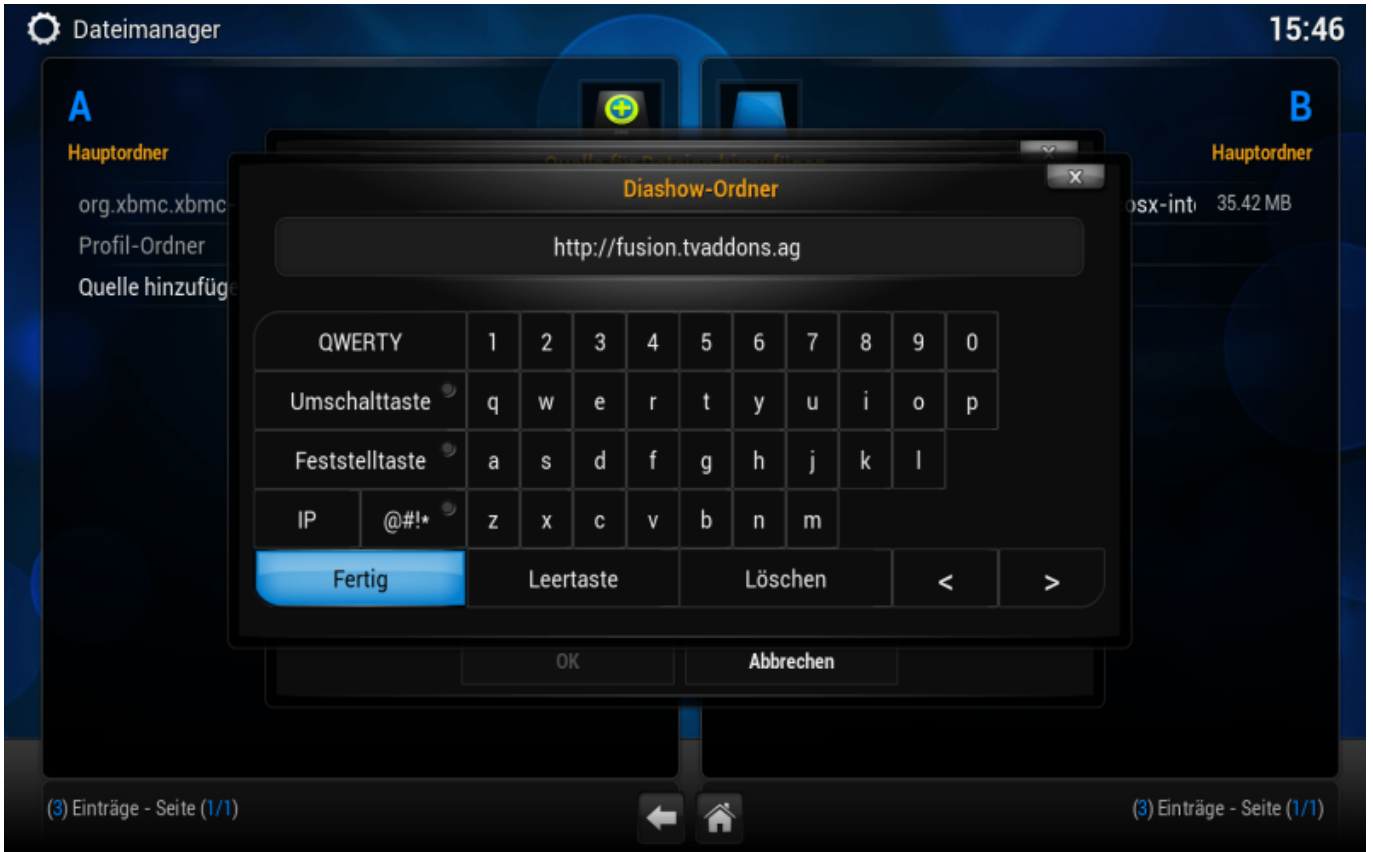 Dateimanager
15:46
A
B
Hauptordner
Hauptordner
Diashow-Ordner
x
org.xbmc.xbmc-
osx-int
35.42 MB
Profil-Ordner
http://fusion.tvaddons.ag
Quelle hinzufüge
QWERTY 1 2 3 4 5 6 7 8 9 0
Umschalttaste q w e r t y u i o p
Feststelltaste a s d f g h j k l
IP @#!* z x c v b n m
Fertig Leertaste Löschen < >
OK Abbrechen
(3) Einträge - Seite (1/1)
(3) Einträge - Seite (1/1)